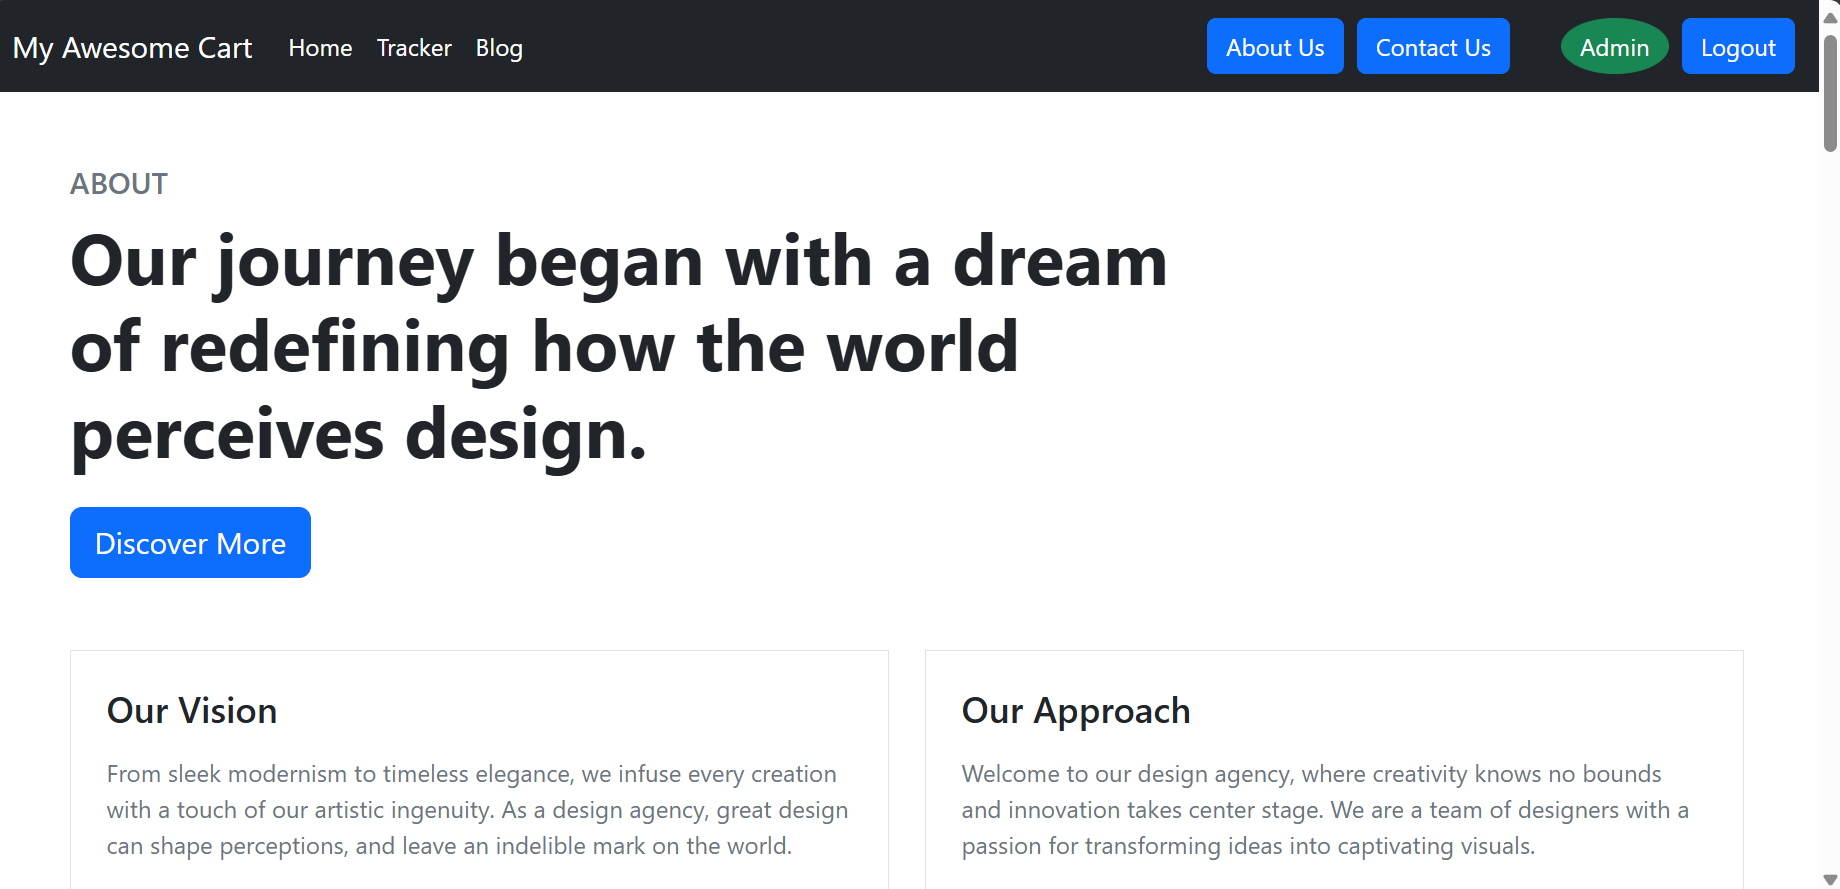 My Awesome Cart Home Tracker Blog About Us Contact Us Admin Logout
ABOUT
Our journey began with a dream
of redefining how the world
perceives design.
Discover More
Our Vision
From sleek modernism to timeless elegance, we infuse every creation
with a touch of our artistic ingenuity. As a design agency, great design
can shape perceptions, and leave an indelible mark on the world.
Our Approach
Welcome to our design agency, where creativity knows no bounds
and innovation takes center stage. We are a team of designers with a
passion for transforming ideas into captivating visuals.